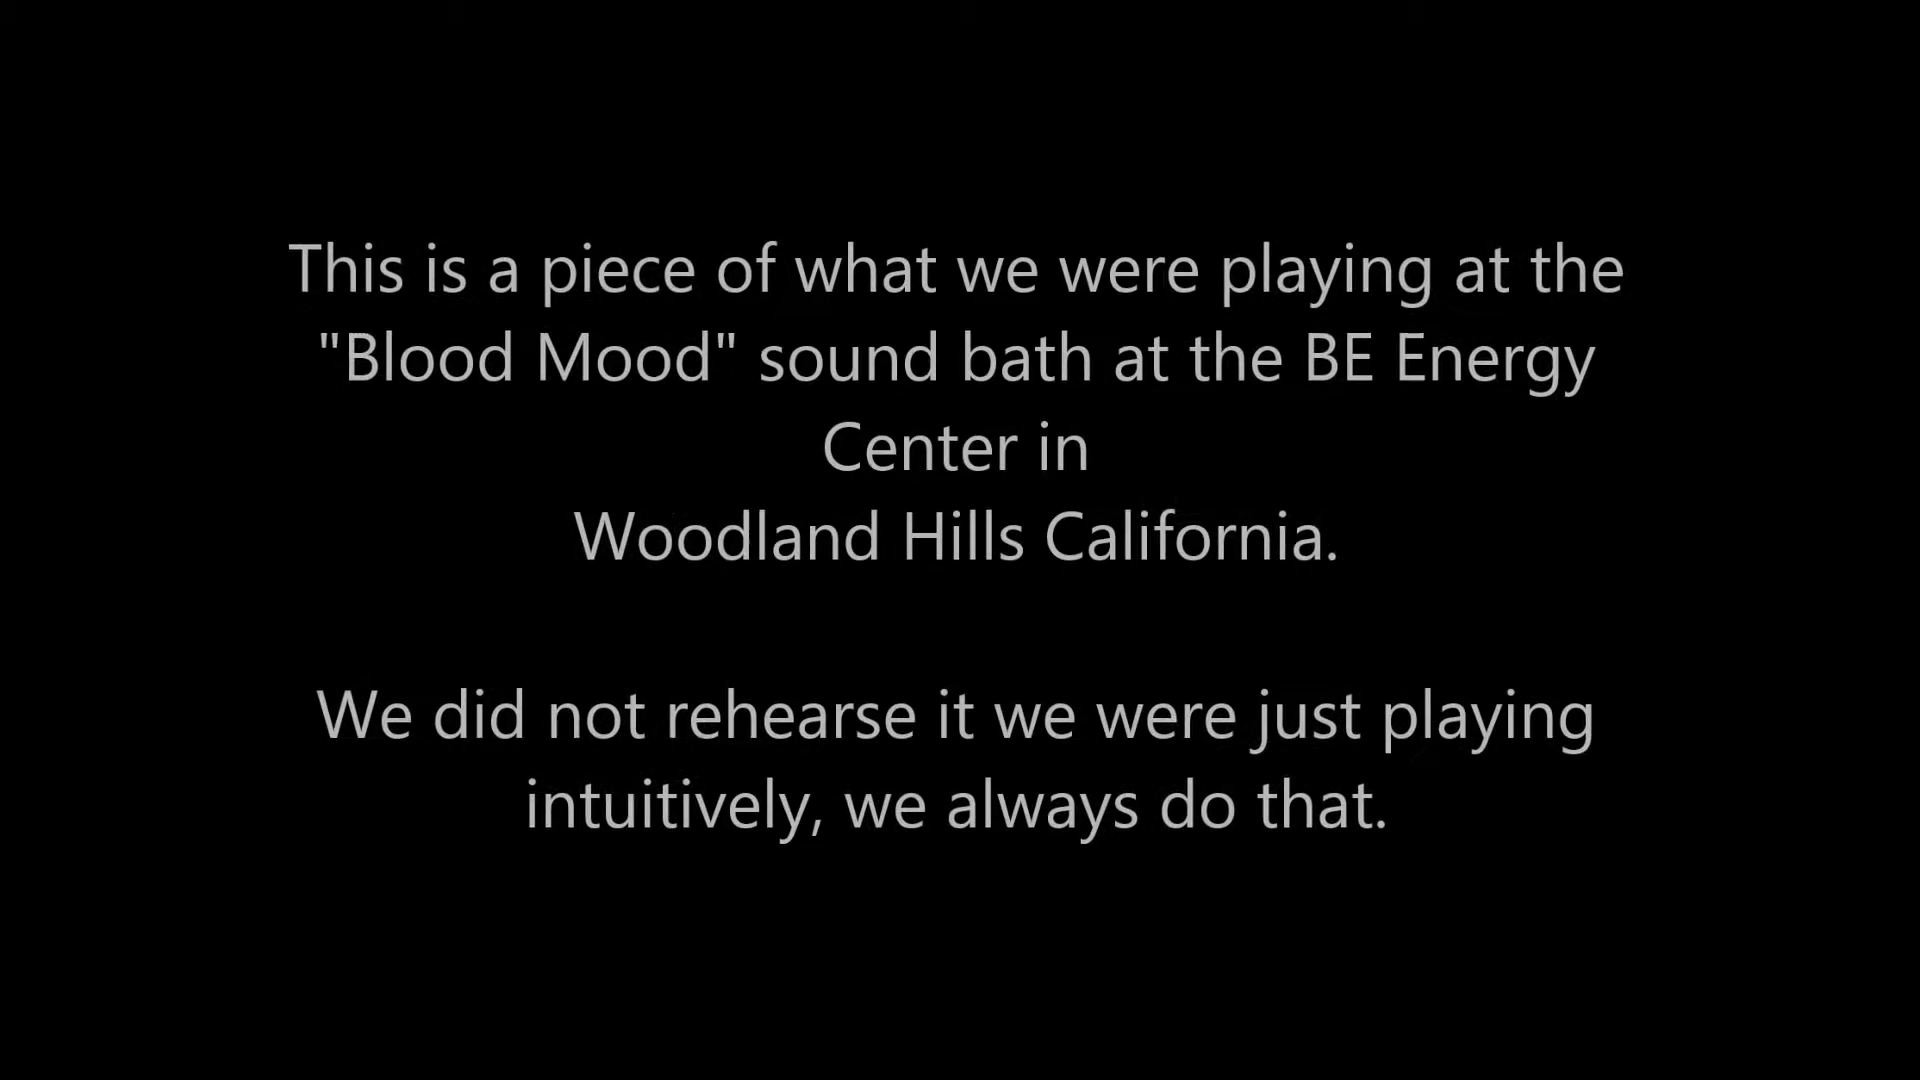 This is a piece of what we were playing at the
"Blood Mood" sound bath at the BE Energy
Center in
Woodland Hills California.
We did not rehearse it we were just playing
intuitively, we always do that.